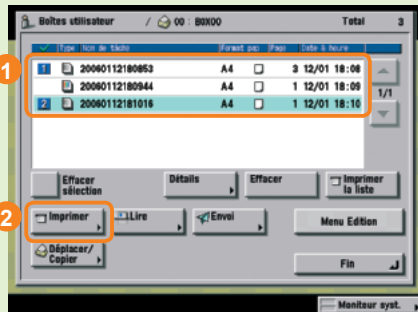 Boîtes utilisateur / 00 : BOX00 Total 3
Type Nom de tâche Format pap Pages Date & heure
1 20060112180853 A4 3 12/01 18:08
20060112180944 A4 1 12/01 18:09
2 20060112181016 A4 1 12/01 18:10
1/1
1
Effacer sélection
Détails
Effacer
Imprimer la liste
2
Imprimer
Lire
Envoi
Menu Edition
Déplacer/ Copier
Fin
Moniteur syst.